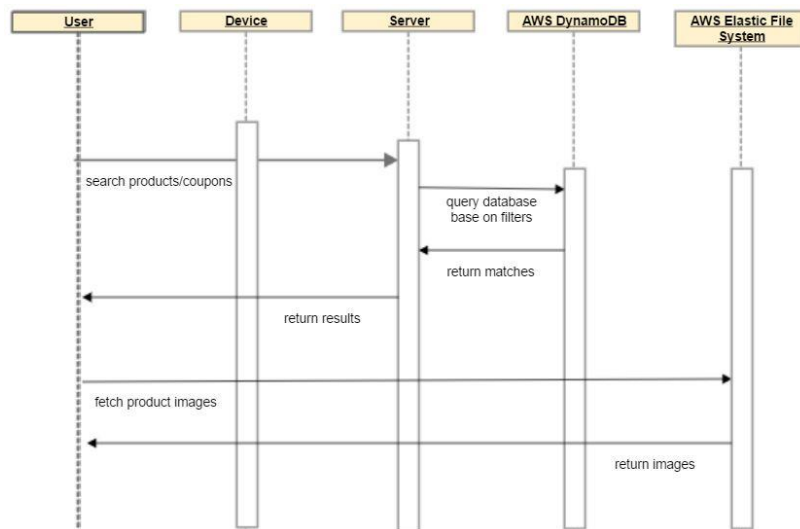 User
Device
Server
AWS DynamoDB
AWS Elastic File
System
search products/coupons
query database
base on filters
return matches
return results
fetch product images
return images